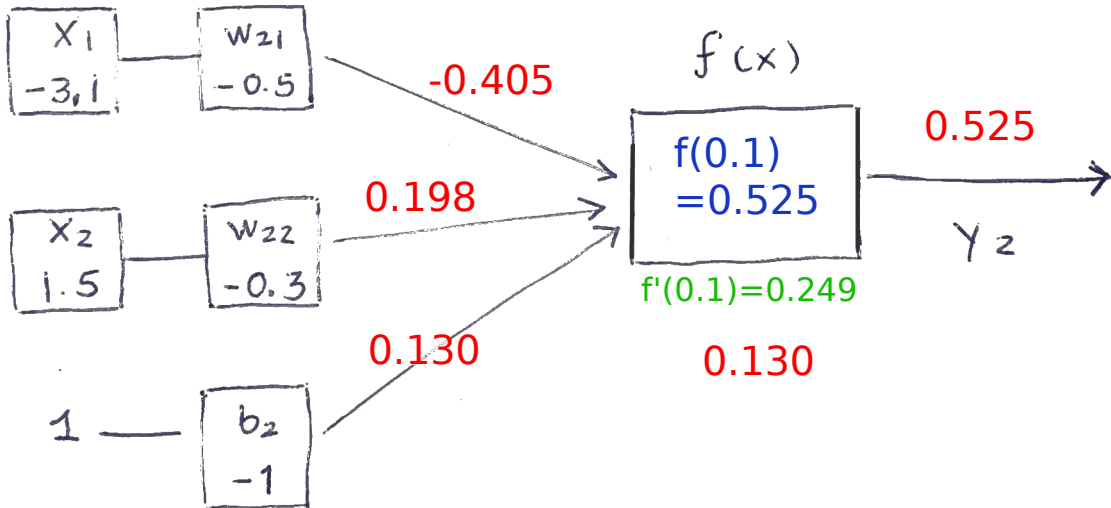 x1
-3,1
w21
-0.5
-0.405
f(x)
f(0.1)
=0.525
0.525
x2
1.5
w22
-0.3
0.198
y2
f'(0.1)=0.249
0.130
0.130
1
b2
-1